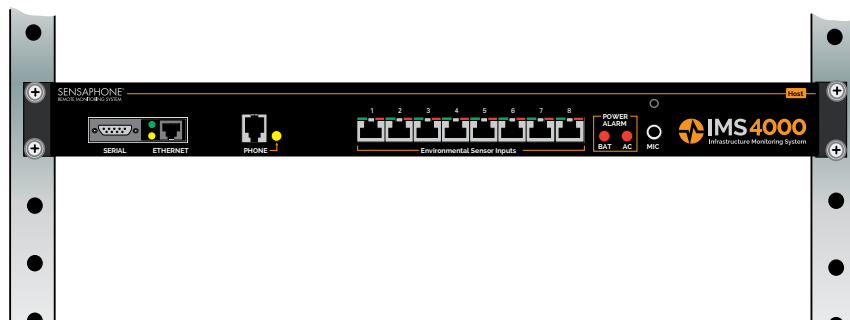 SENSAPHONE
REMOTE MONITORING SYSTEM
Host
1 2 3 4 5 6 7 8
POWER
ALARM
BAT AC
MIC
IMS4000
Infrastructure Monitoring System
SERIAL
ETHERNET
PHONE
Environmental Sensor Inputs